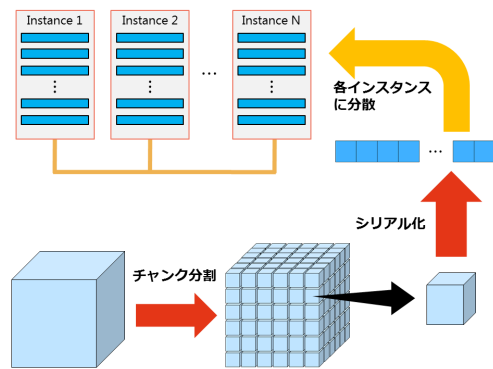 Instance 1
Instance 2
Instance N
...
各インスタンス
に分散
...
シリアル化
チャンク分割